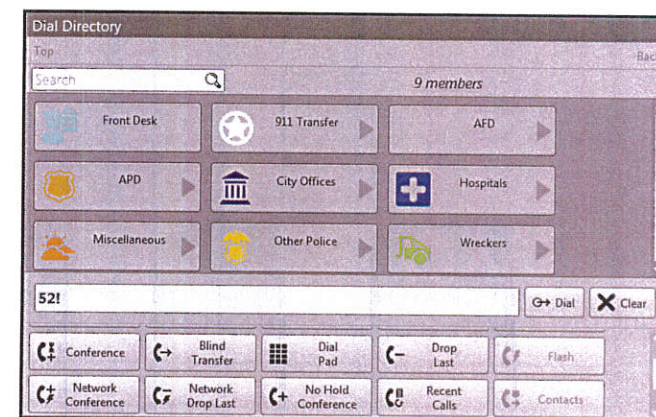 Dial Directory
Top
Back
Search
9 members
Front Desk
911 Transfer
AFD
APD
City Offices
Hospitals
Miscellaneous
Other Police
Wreckers
52!
Dial
Clear
Conference
Blind
Transfer
Dial
Pad
Drop
Last
Flash
Network
Conference
Network
Drop Last
No Hold
Conference
Recent
Calls
Contacts